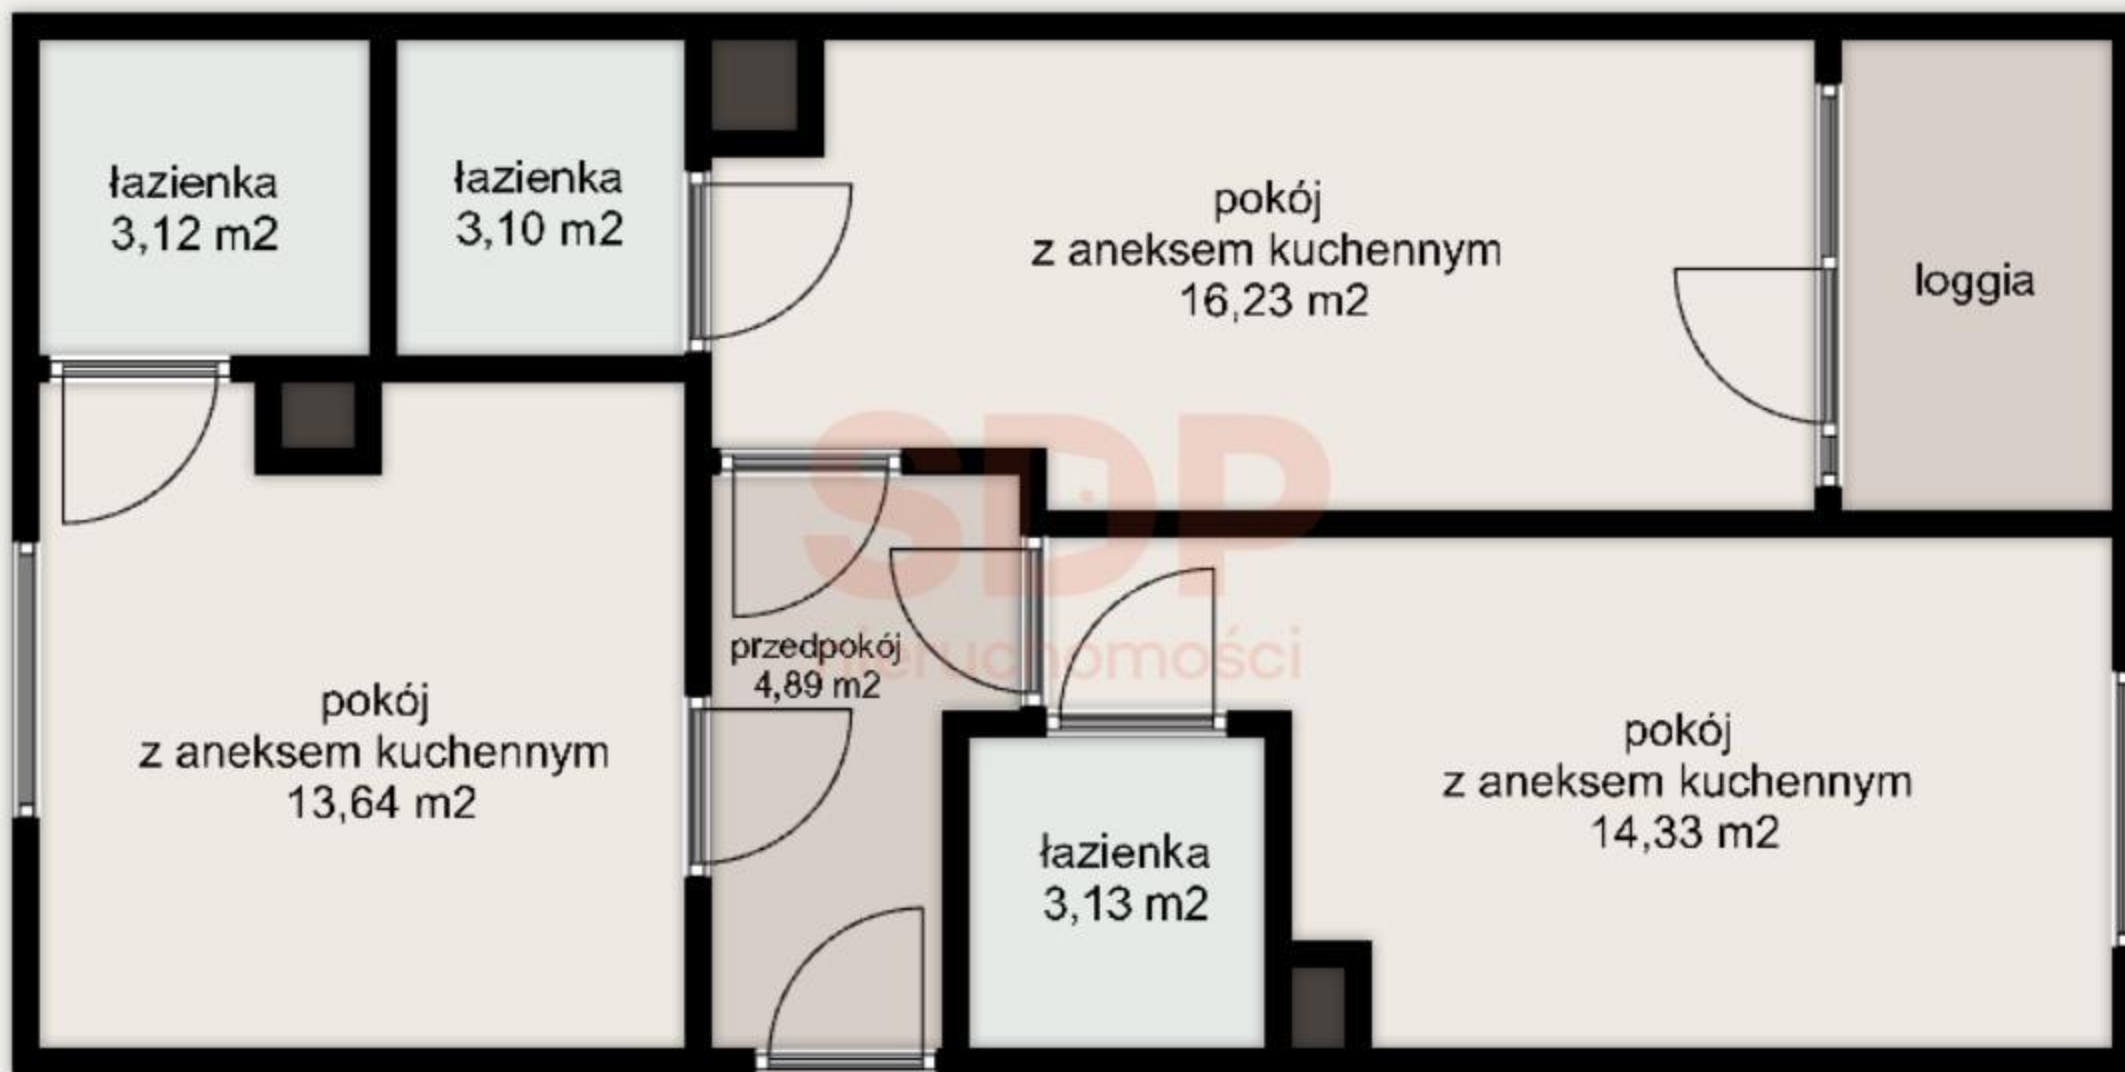 łazienka
3,12 m2
łazienka
3,10 m2
pokój
z aneksem kuchennym
16,23 m2
loggia
SDP
nieruchomości
przedpokój
4,89 m2
pokój
z aneksem kuchennym
13,64 m2
łazienka
3,13 m2
pokój
z aneksem kuchennym
14,33 m2